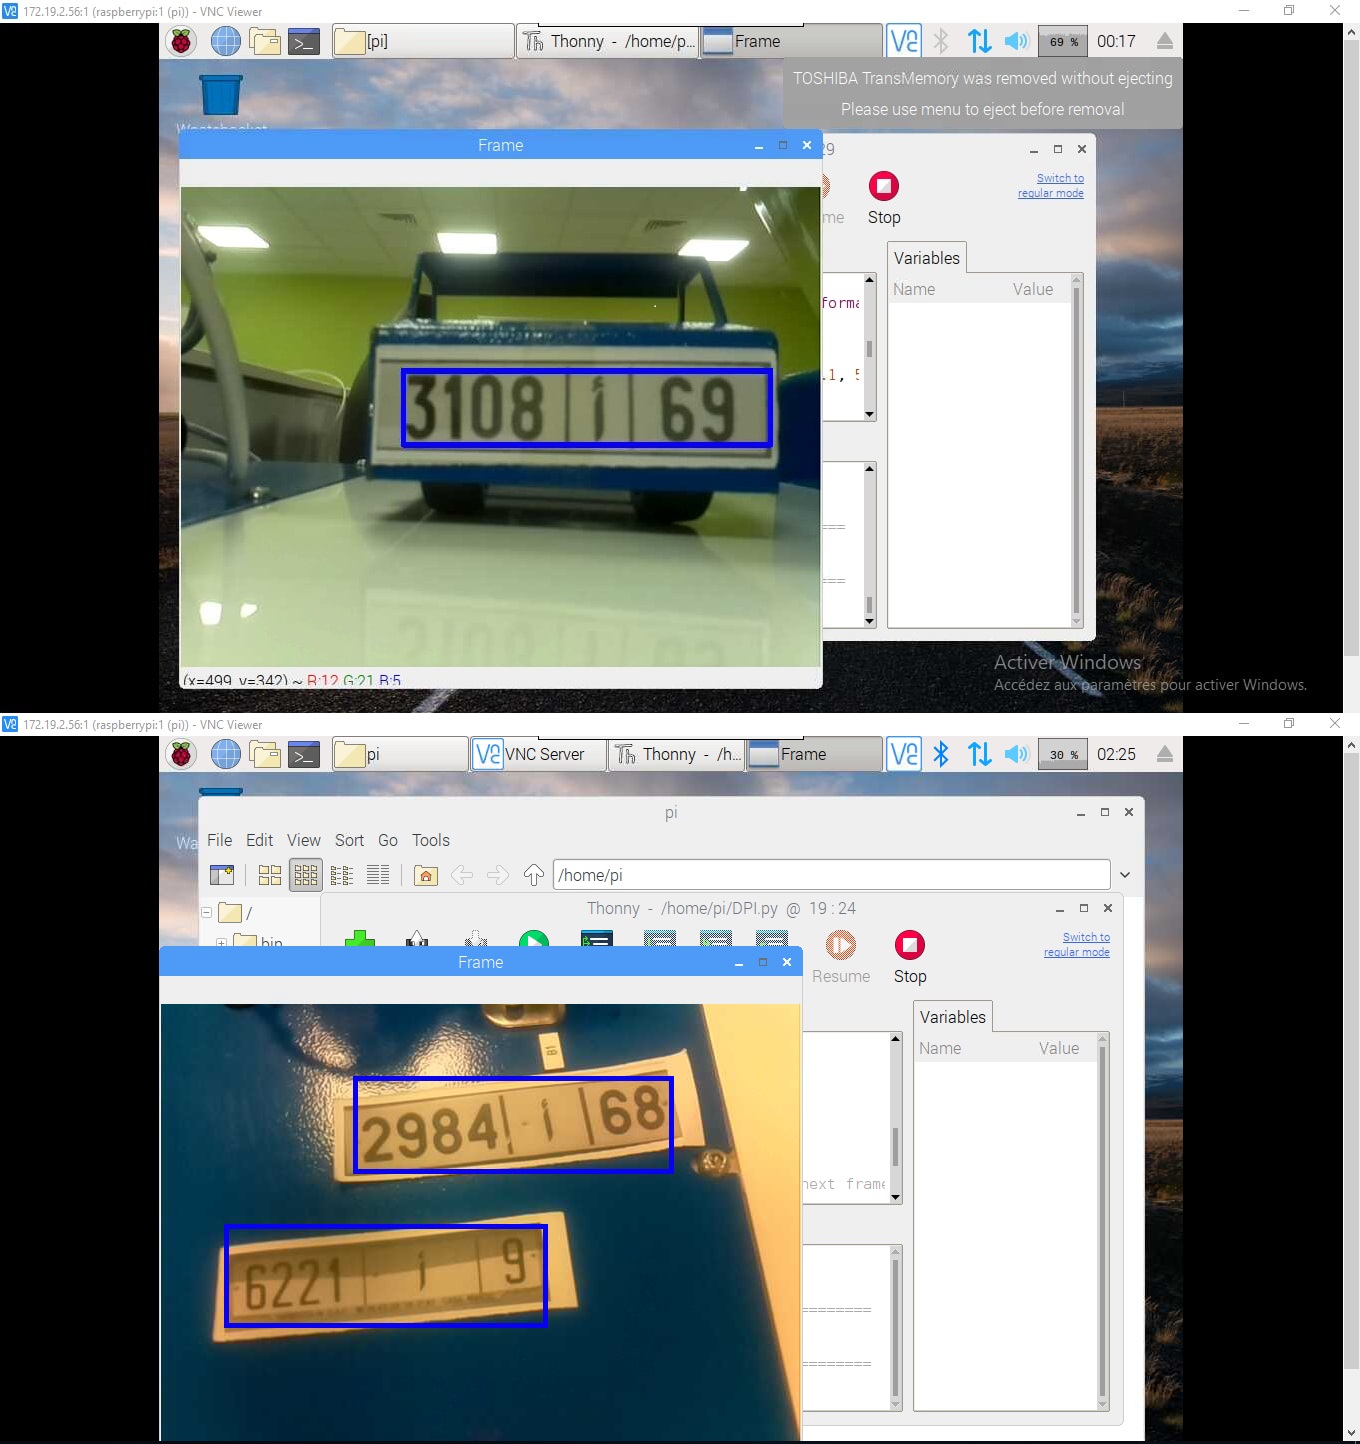 172.19.2.56:1 (raspberrypi:1 (pi)) - VNC Viewer
[pi]
Thonny - /home/p...
Frame
69 %
00:17
TOSHIBA TransMemory was removed without ejecting
Please use menu to eject before removal
Frame
29
Stop
Switch to
regular mode
Variables
Name Value
.1, 5
3108 أ 69
===
===
(x=499, y=342) ~ R:12 G:21 B:5
Activer Windows
Accédez aux paramètres pour activer Windows.
172.19.2.56:1 (raspberrypi:1 (pi)) - VNC Viewer
pi
VNC Server
Thonny - /h...
Frame
30 %
02:25
pi
File Edit View Sort Go Tools
/home/pi
/
bin
Thonny - /home/pi/DPI.py @ 19 : 24
Resume
Stop
Switch to
regular mode
Frame
Variables
Name Value
B1
2984 أ 68
6221 أ 9
next frame
========
========